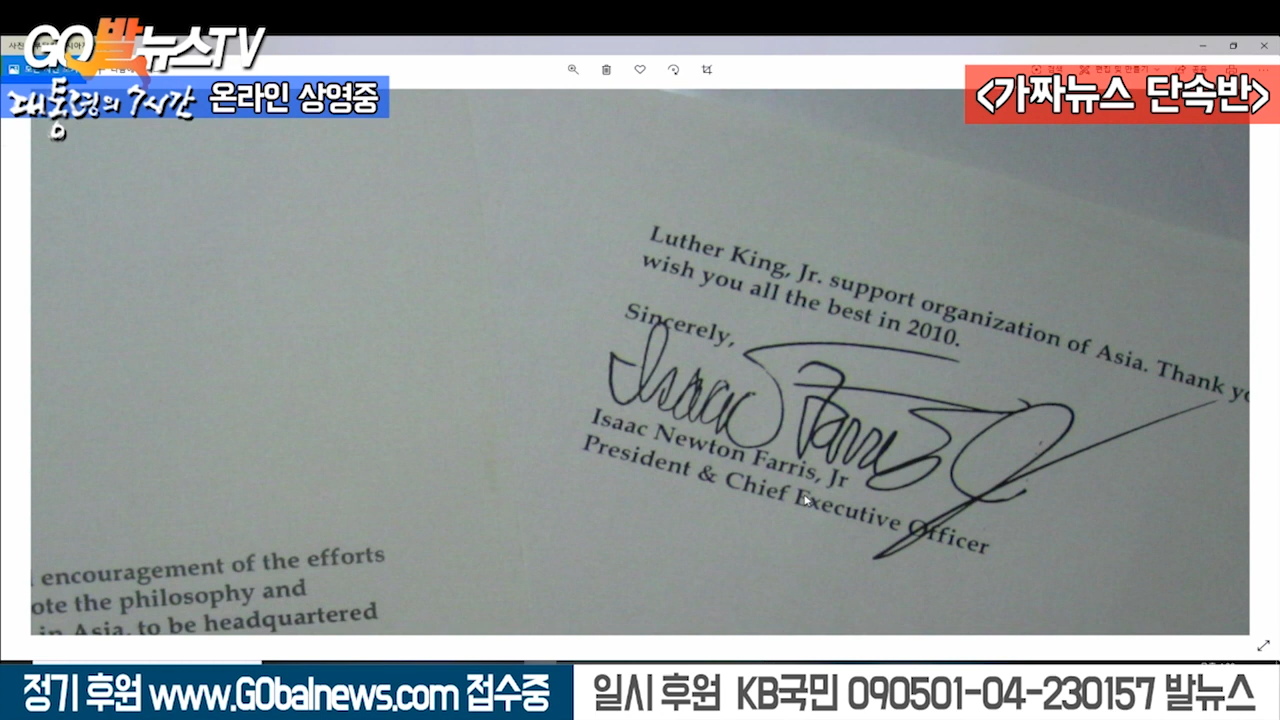 GO발뉴스TV
대통령의 7시간 온라인 상영중
<가짜뉴스 단속반>
Luther King, Jr. support organization of Asia. Thank
wish you all the best in 2010.
Sincerely,
Isaac Farris Jr
Isaac Newton Farris, Jr
President & Chief Executive Officer
encouragement of the efforts
ote the philosophy and
in Asia, to be headquartered
정기 후원 www.GObalnews.com 접수중
일시 후원 KB국민 090501-04-230157 발뉴스